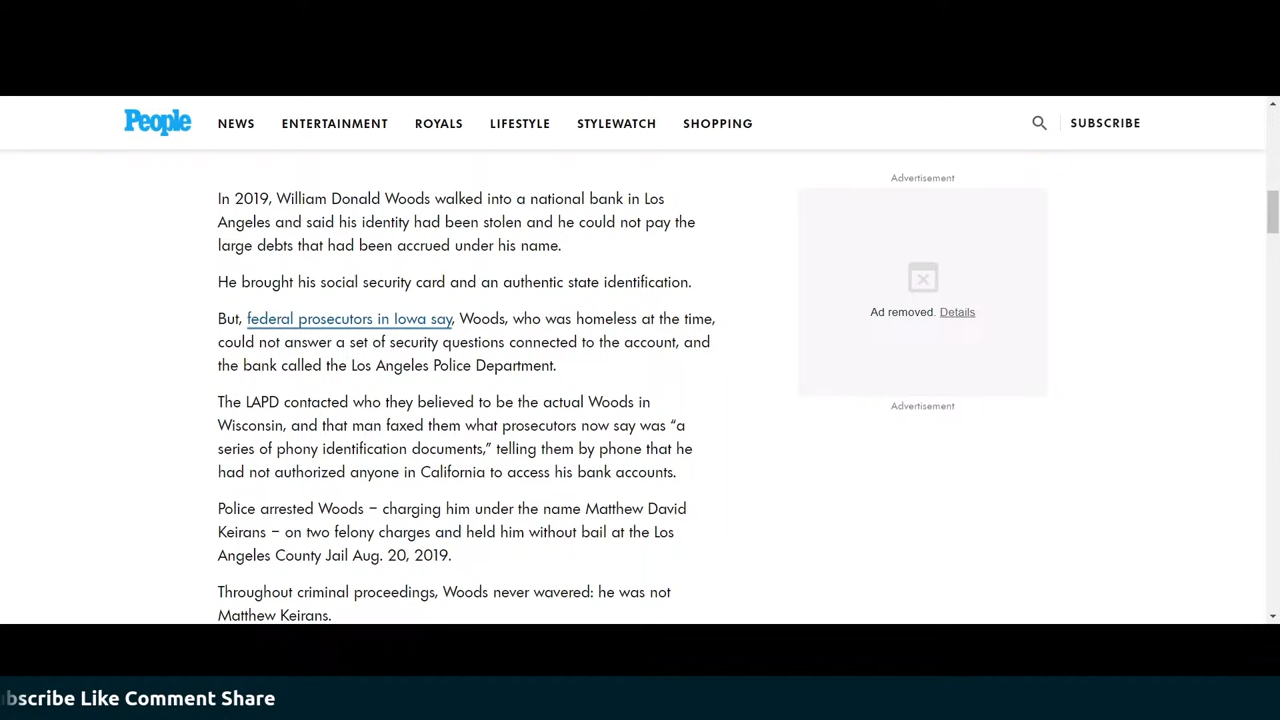 People
NEWS ENTERTAINMENT ROYALS LIFESTYLE STYLEWATCH SHOPPING SUBSCRIBE
In 2019, William Donald Woods walked into a national bank in Los
Angeles and said his identity had been stolen and he could not pay the
large debts that had been accrued under his name.
He brought his social security card and an authentic state identification.
But, federal prosecutors in Iowa say, Woods, who was homeless at the time,
could not answer a set of security questions connected to the account, and
the bank called the Los Angeles Police Department.
The LAPD contacted who they believed to be the actual Woods in
Wisconsin, and that man faxed them what prosecutors now say was “a
series of phony identification documents,” telling them by phone that he
had not authorized anyone in California to access his bank accounts.
Police arrested Woods – charging him under the name Matthew David
Keirans – on two felony charges and held him without bail at the Los
Angeles County Jail Aug. 20, 2019.
Throughout criminal proceedings, Woods never wavered: he was not
Matthew Keirans.
Advertisement
Ad removed. Details
Advertisement
bscribe Like Comment Share